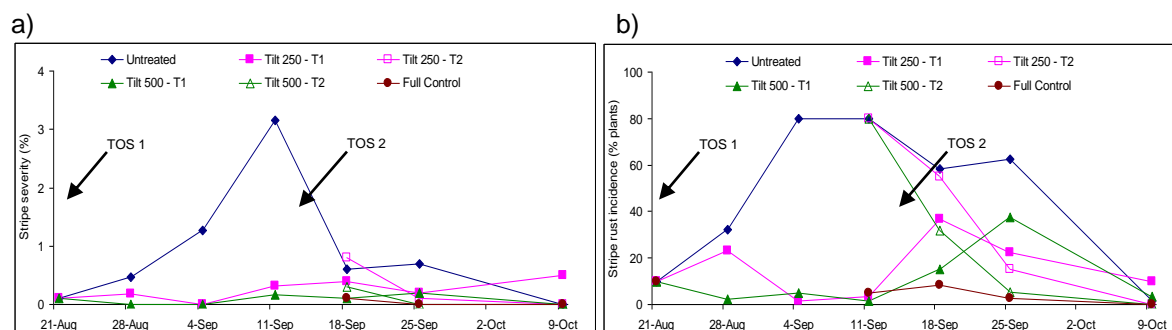 a)
Untreated Tilt 250 - T1 Tilt 250 - T2
Tilt 500 - T1 Tilt 500 - T2 Full Control
Stripe severity (%)
4
3
2
1
0
TOS 1
TOS 2
21-Aug 28-Aug 4-Sep 11-Sep 18-Sep 25-Sep 2-Oct 9-Oct
b)
Untreated Tilt 250 - T1 Tilt 250 - T2
Tilt 500 - T1 Tilt 500 - T2 Full Control
Stripe rust incidence (% plants)
100
80
60
40
20
0
TOS 1
TOS 2
21-Aug 28-Aug 4-Sep 11-Sep 18-Sep 25-Sep 2-Oct 9-Oct